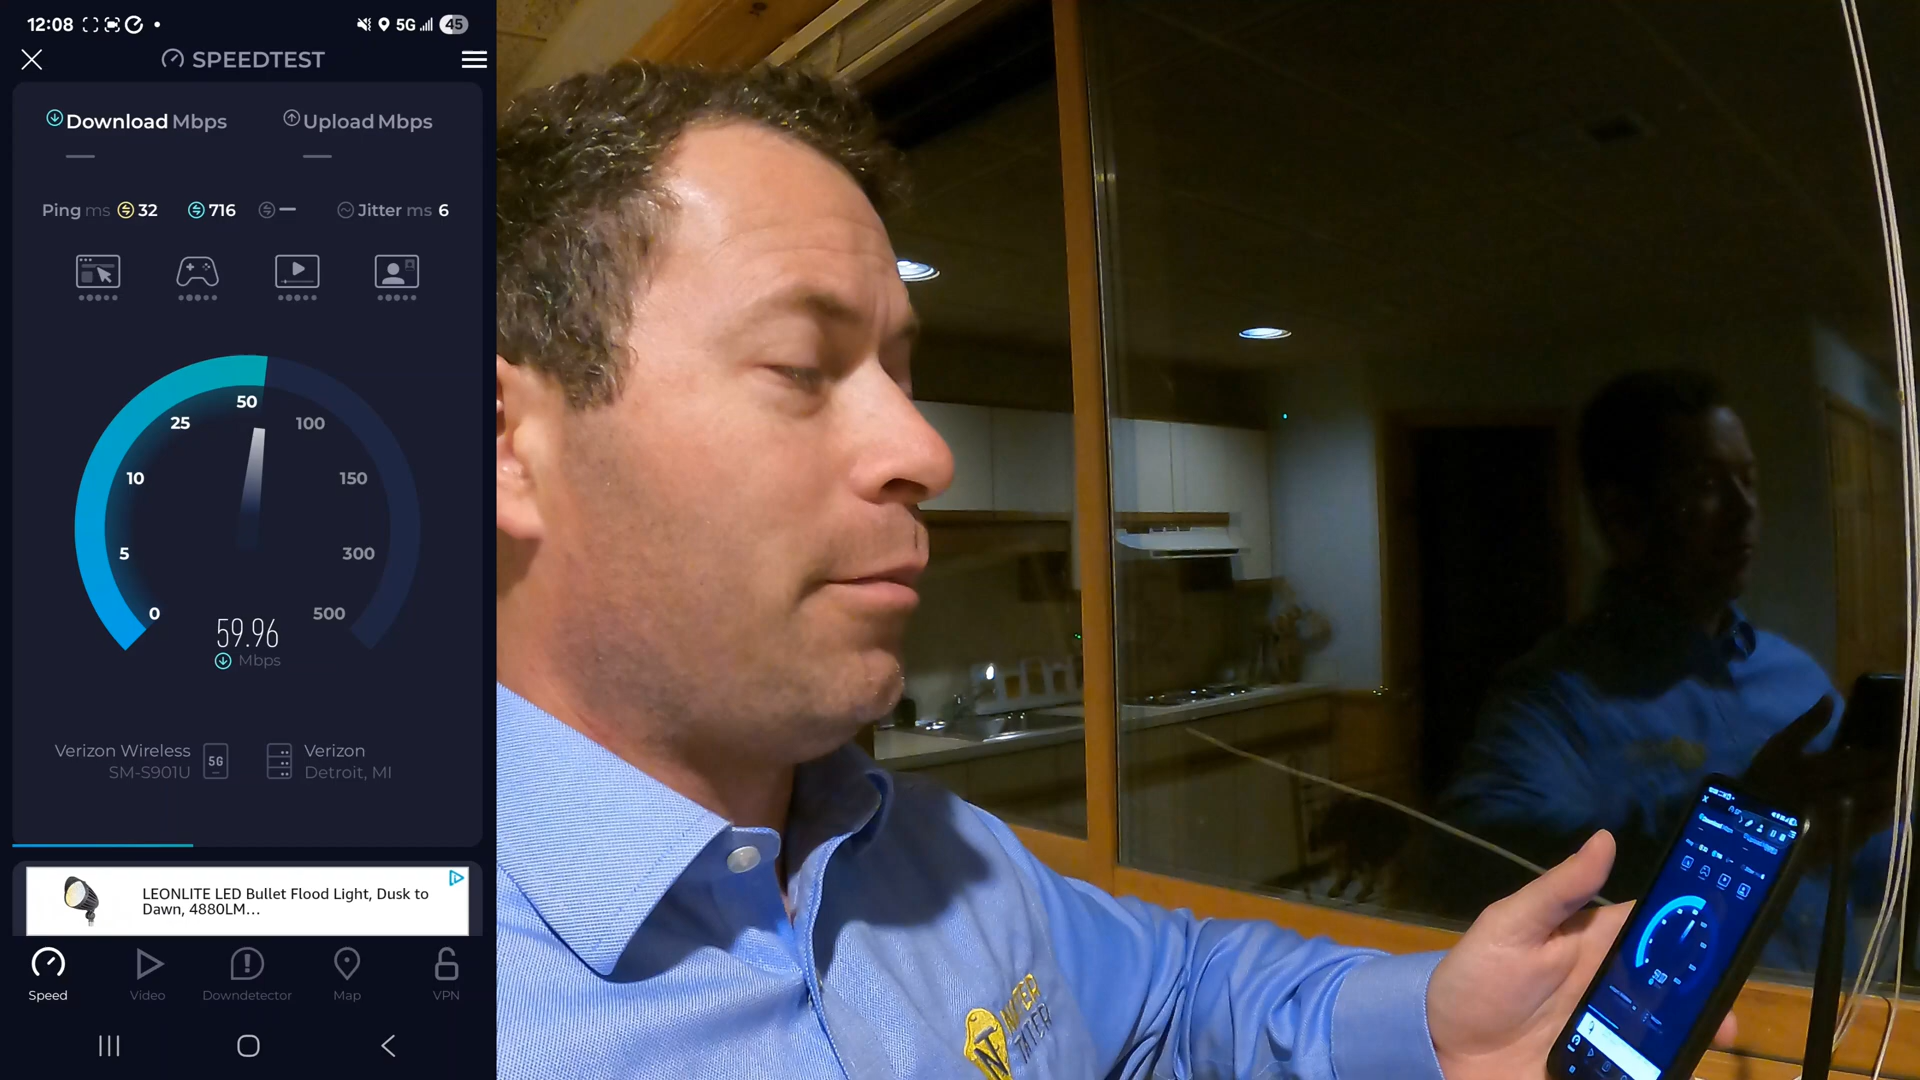 12:08
5G 45
SPEEDTEST
Download Mbps
Upload Mbps
Ping ms 32 716 Jitter ms 6
0
5
10
25
50
100
150
300
500
59.96
Mbps
Verizon Wireless
SM-S901U
5G
Verizon
Detroit, MI
LEONLITE LED Bullet Flood Light, Dusk to
Dawn, 4880LM...
Speed
Video
Downdetector
Map
VPN
NATER
TATER